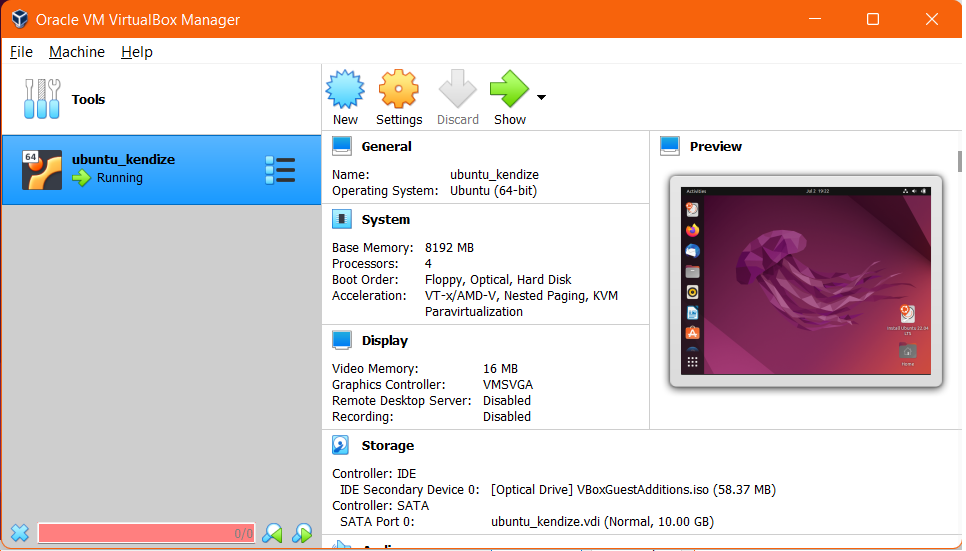 Oracle VM VirtualBox Manager
File Machine Help
Tools
64
ubuntu_kendize
Running
0/0
New Settings Discard Show
General
Name: ubuntu_kendize
Operating System: Ubuntu (64-bit)
System
Base Memory: 8192 MB
Processors: 4
Boot Order: Floppy, Optical, Hard Disk
Acceleration: VT-x/AMD-V, Nested Paging, KVM
Paravirtualization
Display
Video Memory: 16 MB
Graphics Controller: VMSVGA
Remote Desktop Server: Disabled
Recording: Disabled
Preview
Activities Jul 2 19:22
Install Ubuntu 22.04
LTS
Home
Storage
Controller: IDE
IDE Secondary Device 0: [Optical Drive] VBoxGuestAdditions.iso (58.37 MB)
Controller: SATA
SATA Port 0: ubuntu_kendize.vdi (Normal, 10.00 GB)